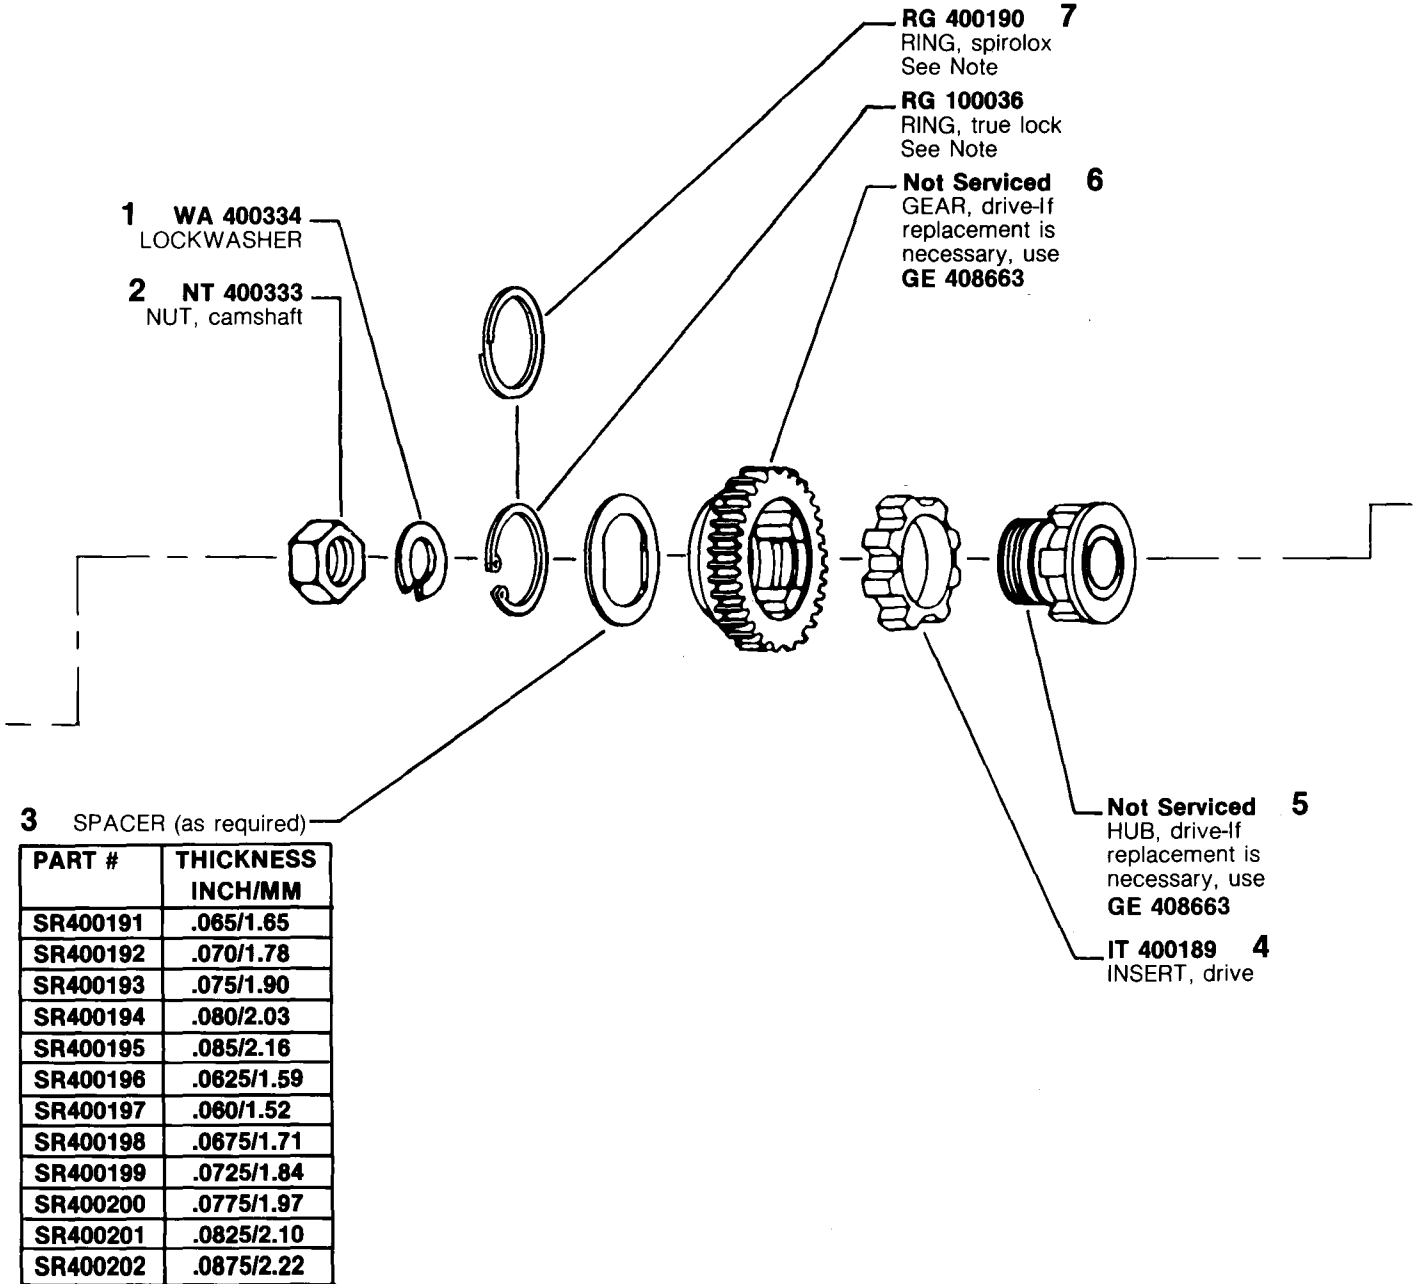 RG 400190 7
RING, spirolox
See Note
RG 100036
RING, true lock
See Note
Not Serviced 6
GEAR, drive-If
replacement is
necessary, use
GE 408663
1 WA 400334
LOCKWASHER
2 NT 400333
NUT, camshaft
3 SPACER (as required)
PART # THICKNESS
INCH/MM
SR400191 .065/1.65
SR400192 .070/1.78
SR400193 .075/1.90
SR400194 .080/2.03
SR400195 .085/2.16
SR400196 .0625/1.59
SR400197 .060/1.52
SR400198 .0675/1.71
SR400199 .0725/1.84
SR400200 .0775/1.97
SR400201 .0825/2.10
SR400202 .0875/2.22
Not Serviced 5
HUB, drive-If
replacement is
necessary, use
GE 408663
IT 400189 4
INSERT, drive